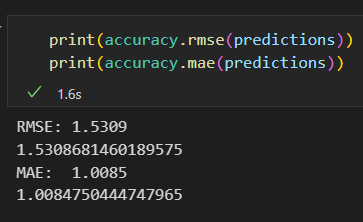 print(accuracy.rmse(predictions))
print(accuracy.mae(predictions))
1.6s
RMSE: 1.5309
1.5308681460189575
MAE:  1.0085
1.0084750444747965